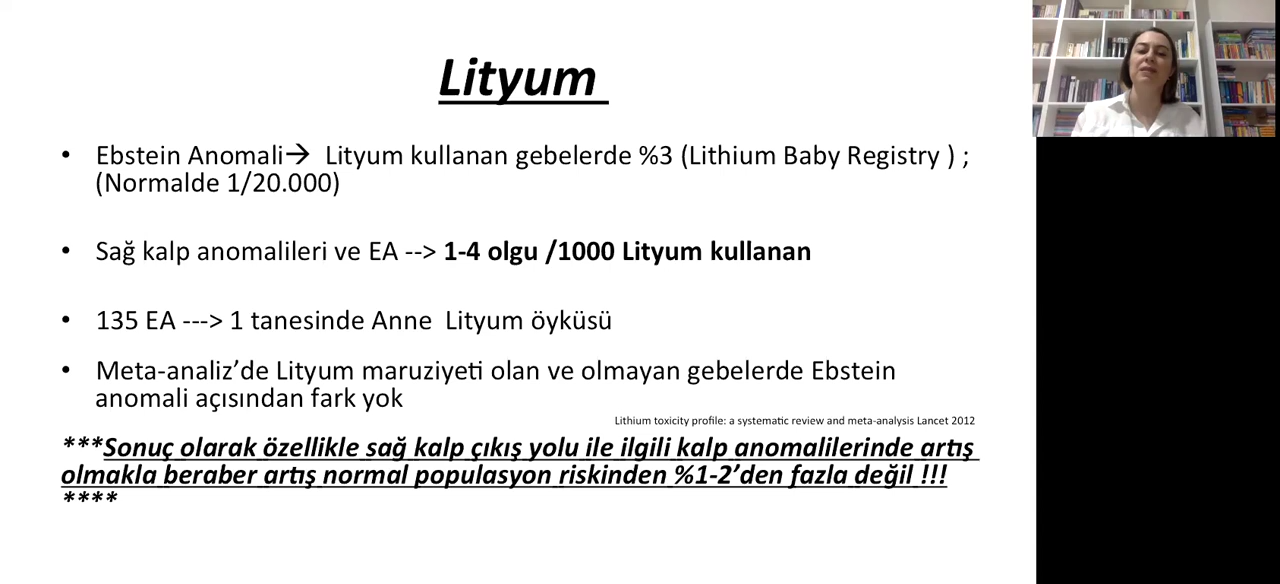 Lityum
• Ebstein Anomali→ Lityum kullanan gebelerde %3 (Lithium Baby Registry ) ;
(Normalde 1/20.000)
• Sağ kalp anomalileri ve EA --> 1-4 olgu /1000 Lityum kullanan
• 135 EA ---> 1 tanesinde Anne Lityum öyküsü
• Meta-analiz’de Lityum maruziyeti olan ve olmayan gebelerde Ebstein
anomali açısından fark yok
Lithium toxicity profile: a systematic review and meta-analysis Lancet 2012
***Sonuç olarak özellikle sağ kalp çıkış yolu ile ilgili kalp anomalilerinde artış
olmakla beraber artış normal populasyon riskinden %1-2’den fazla değil !!!
****